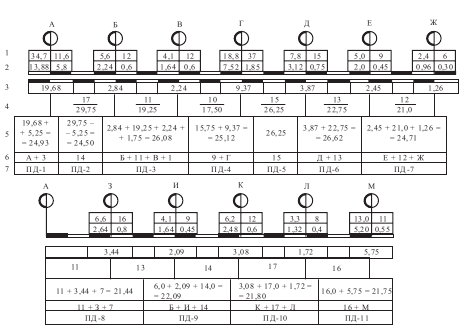 А Б В Г Д Е Ж
1 34,7 11,6 5,6 12 4,1 12 18,8 37 7,8 15 5,0 9 2,4 6
2 13,88 5,8 2,24 0,6 1,64 0,6 7,52 1,85 3,12 0,75 2,0 0,45 0,96 0,30
3 19,68 2,84 2,24 9,37 3,87 2,45 1,26
4 17 11 10 15 13 12
29,75 19,25 17,50 26,25 22,75 21,0
19,68 + 29,75 – 2,84 + 19,25 + 2,24 + 15,75 + 9,37 = 26,25 3,87 + 22,75 = 2,45 + 21,0 + 1,26 =
5 + 5,25 = – 5,25 = + 1,75 = 26,08 = 25,12 = 26,62 = 24,71
= 24,93 = 24,50
6 А + 3 14 Б + 11 + В + 1 9 + Г 15 Д + 13 Е + 12 + Ж
7 ПД-1 ПД-2 ПД-3 ПД-4 ПД-5 ПД-6 ПД-7
А З И К Л М
6,6 16 4,1 9 6,2 12 3,3 8 13,0 11
2,64 0,8 1,64 0,45 2,48 0,6 1,32 0,4 5,20 0,55
3,44 2,09 3,08 1,72 5,75
11 13 14 17 16
11 + 3,44 + 7 = 21,44 6,0 + 2,09 + 14,0 = 3,08 + 17,0 + 1,72 = 16,0 + 5,75 = 21,75
= 22,09 = 21,80
11 + З + 7 Б + И + 14 К + 17 + Л 16 + М
ПД-8 ПД-9 ПД-10 ПД-11